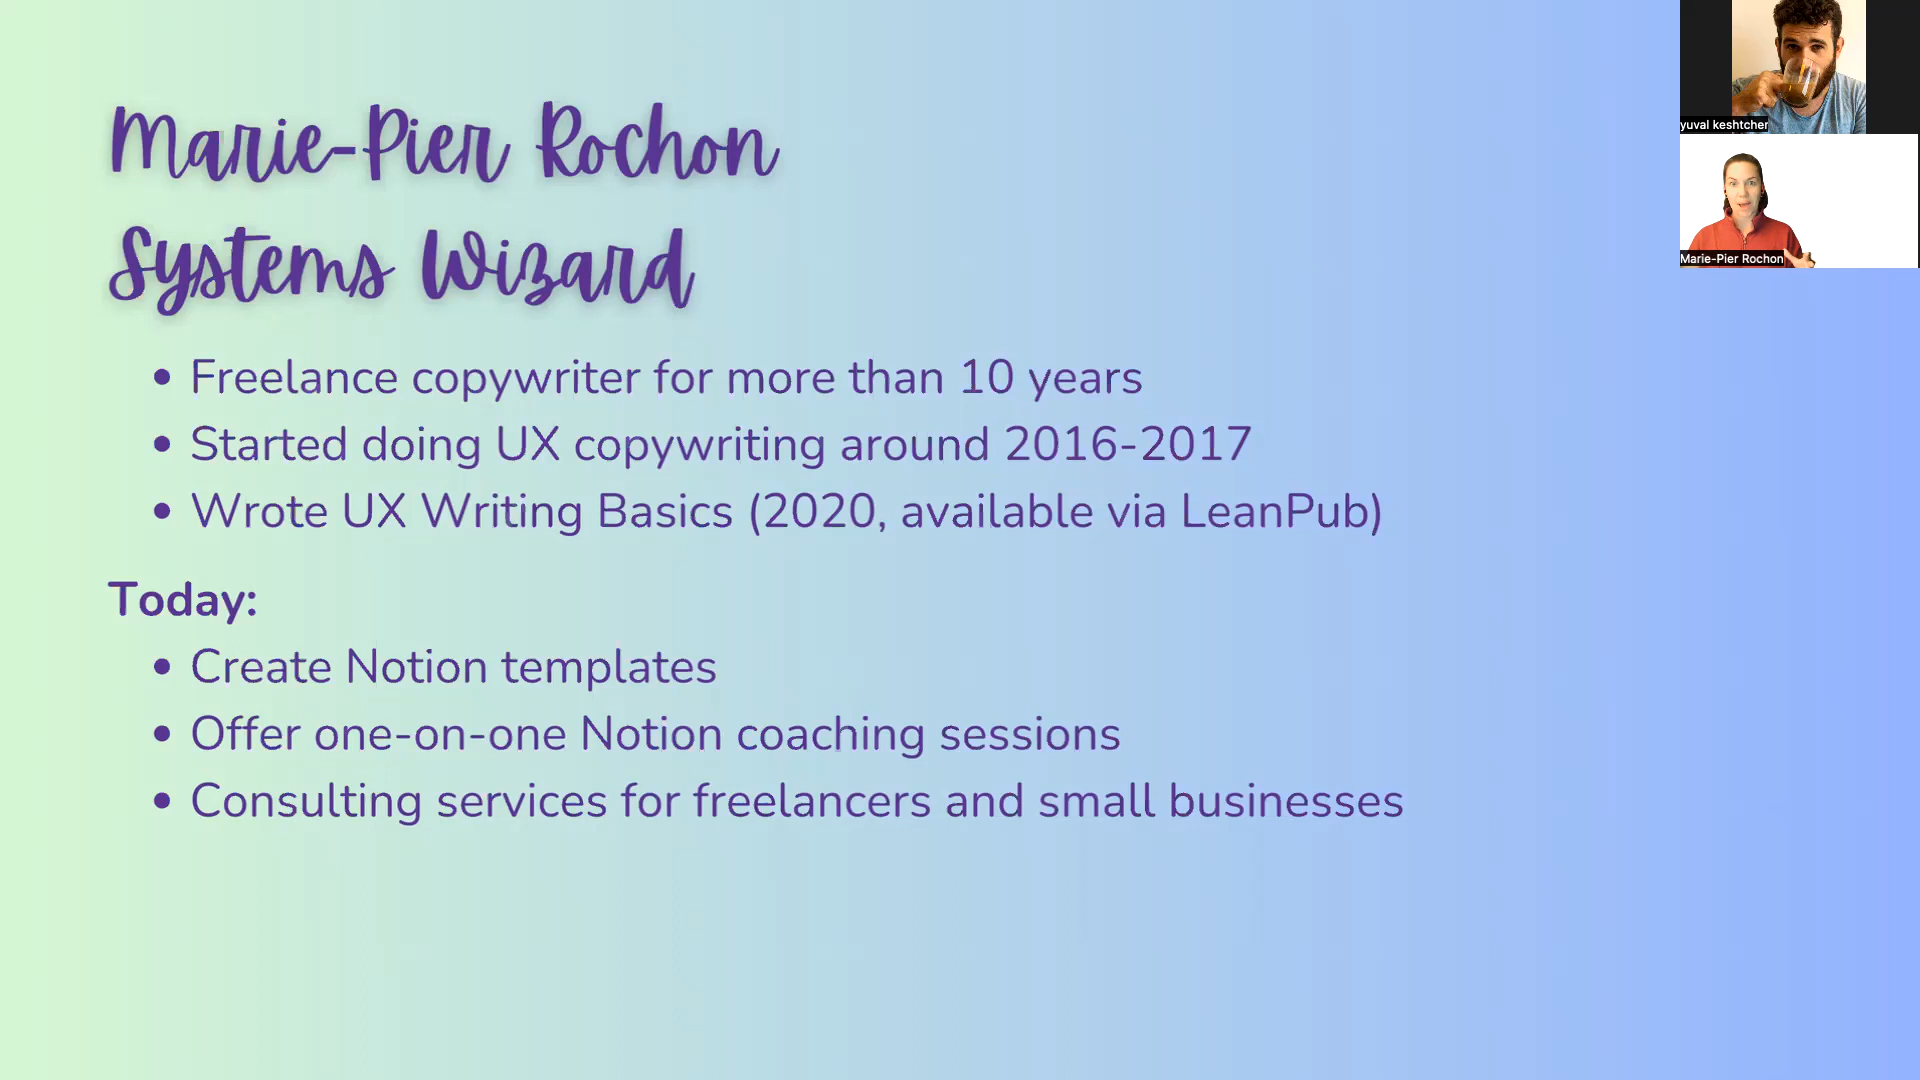 Marie-Pier Rochon
Systems Wizard
• Freelance copywriter for more than 10 years
• Started doing UX copywriting around 2016-2017
• Wrote UX Writing Basics (2020, available via LeanPub)
Today:
• Create Notion templates
• Offer one-on-one Notion coaching sessions
• Consulting services for freelancers and small businesses
yuval keshtcher
Marie-Pier Rochon